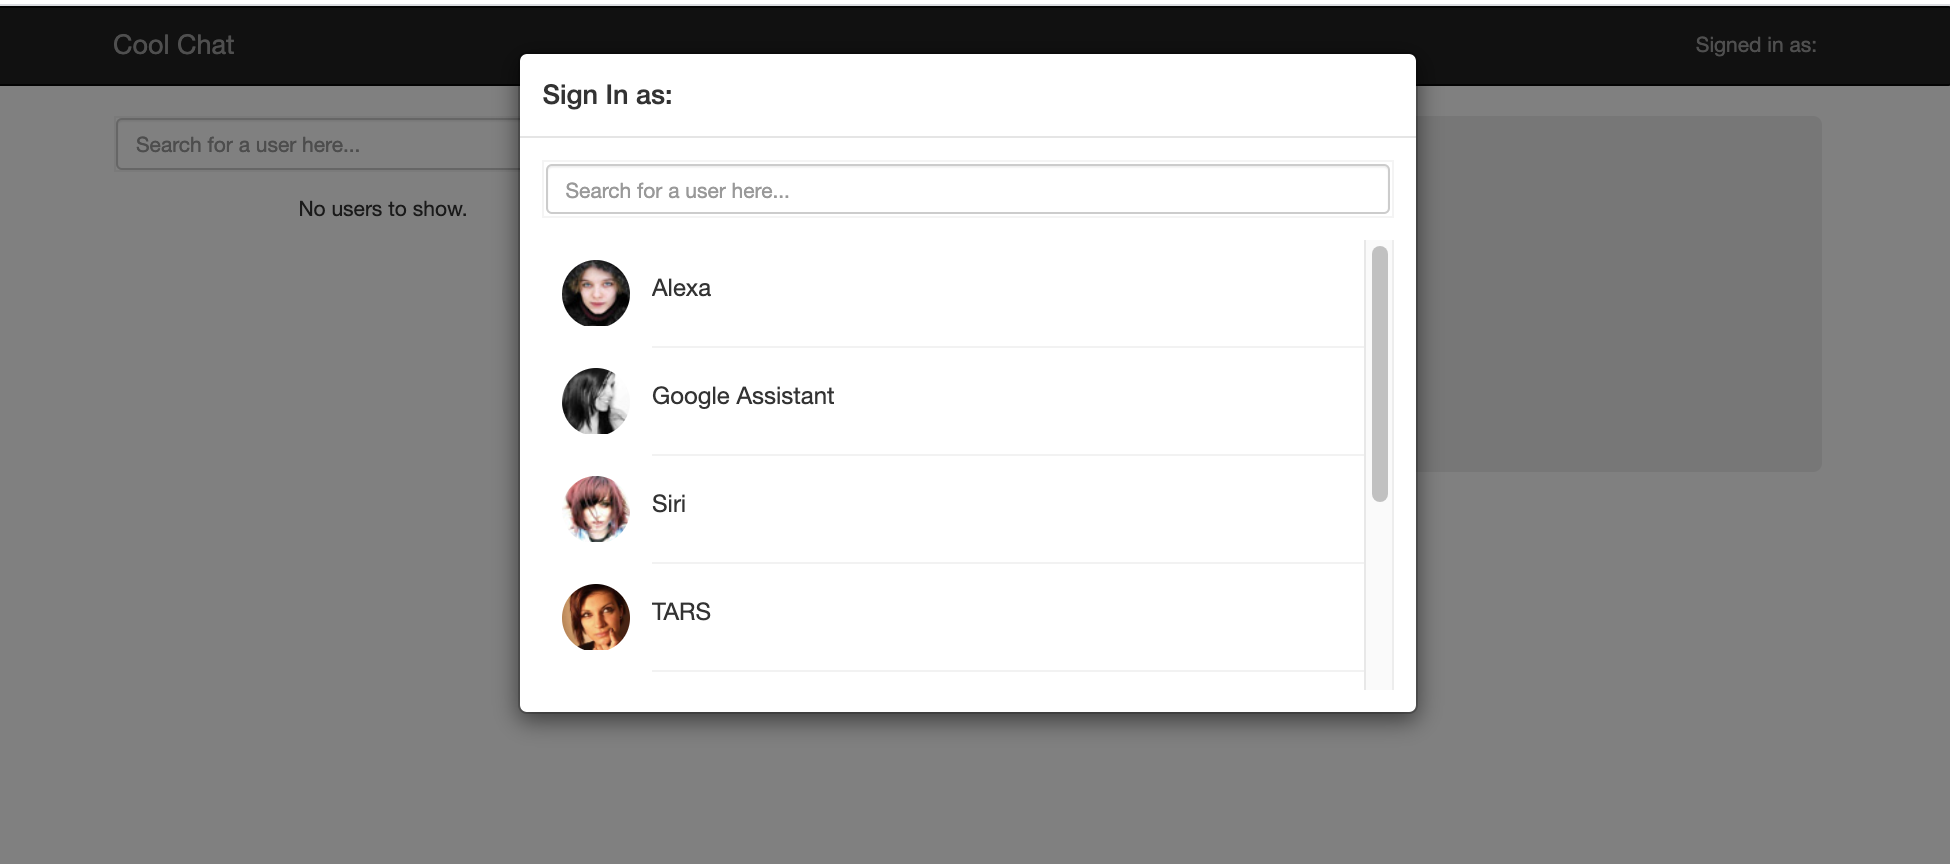 Cool Chat
Signed in as:
Search for a user here...
No users to show.
Sign In as:
Search for a user here...
Alexa
Google Assistant
Siri
TARS